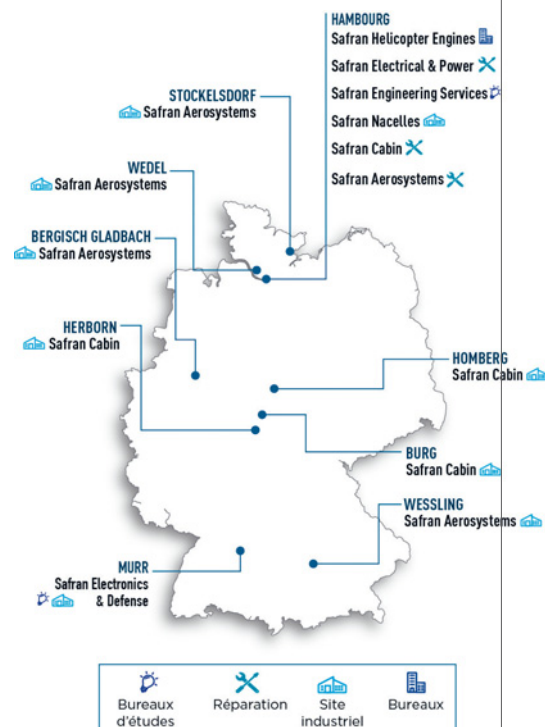 HAMBOURG
Safran Helicopter Engines
Safran Electrical & Power
Safran Engineering Services
Safran Nacelles
Safran Cabin
Safran Aerosystems
STOCKELSDORF
Safran Aerosystems
WEDEL
Safran Aerosystems
BERGISCH GLADBACH
Safran Aerosystems
HERBORN
Safran Cabin
HOMBERG
Safran Cabin
BURG
Safran Cabin
WESSLING
Safran Aerosystems
MURR
Safran Electronics
& Defense
Bureaux
d'études
Réparation
Site
industriel
Bureaux